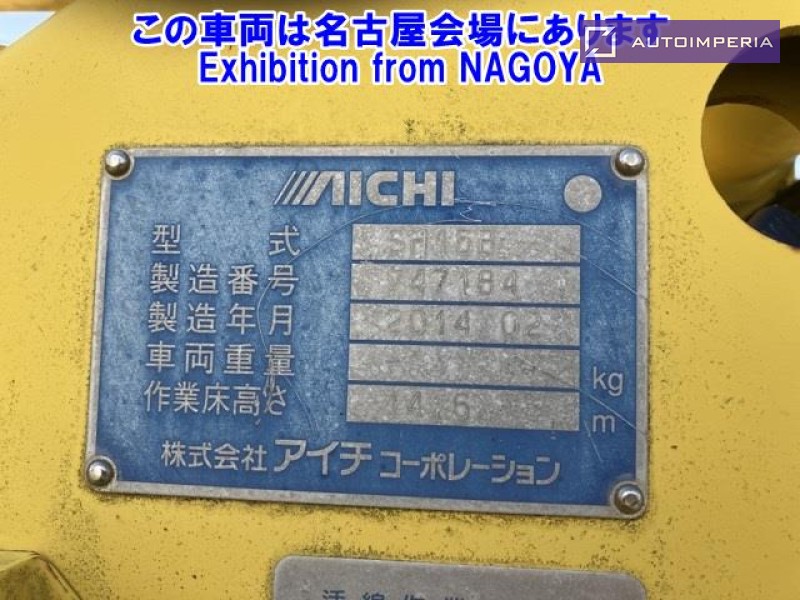 この車両は名古屋会場にあります
AUTOIMPERIA
Exhibition from NAGOYA
AICHI
型式
製造番号 747184
製造年月 2014.02
車両重量 kg
作業床高さ 14.6 m
株式会社 アイチ コーポレーション